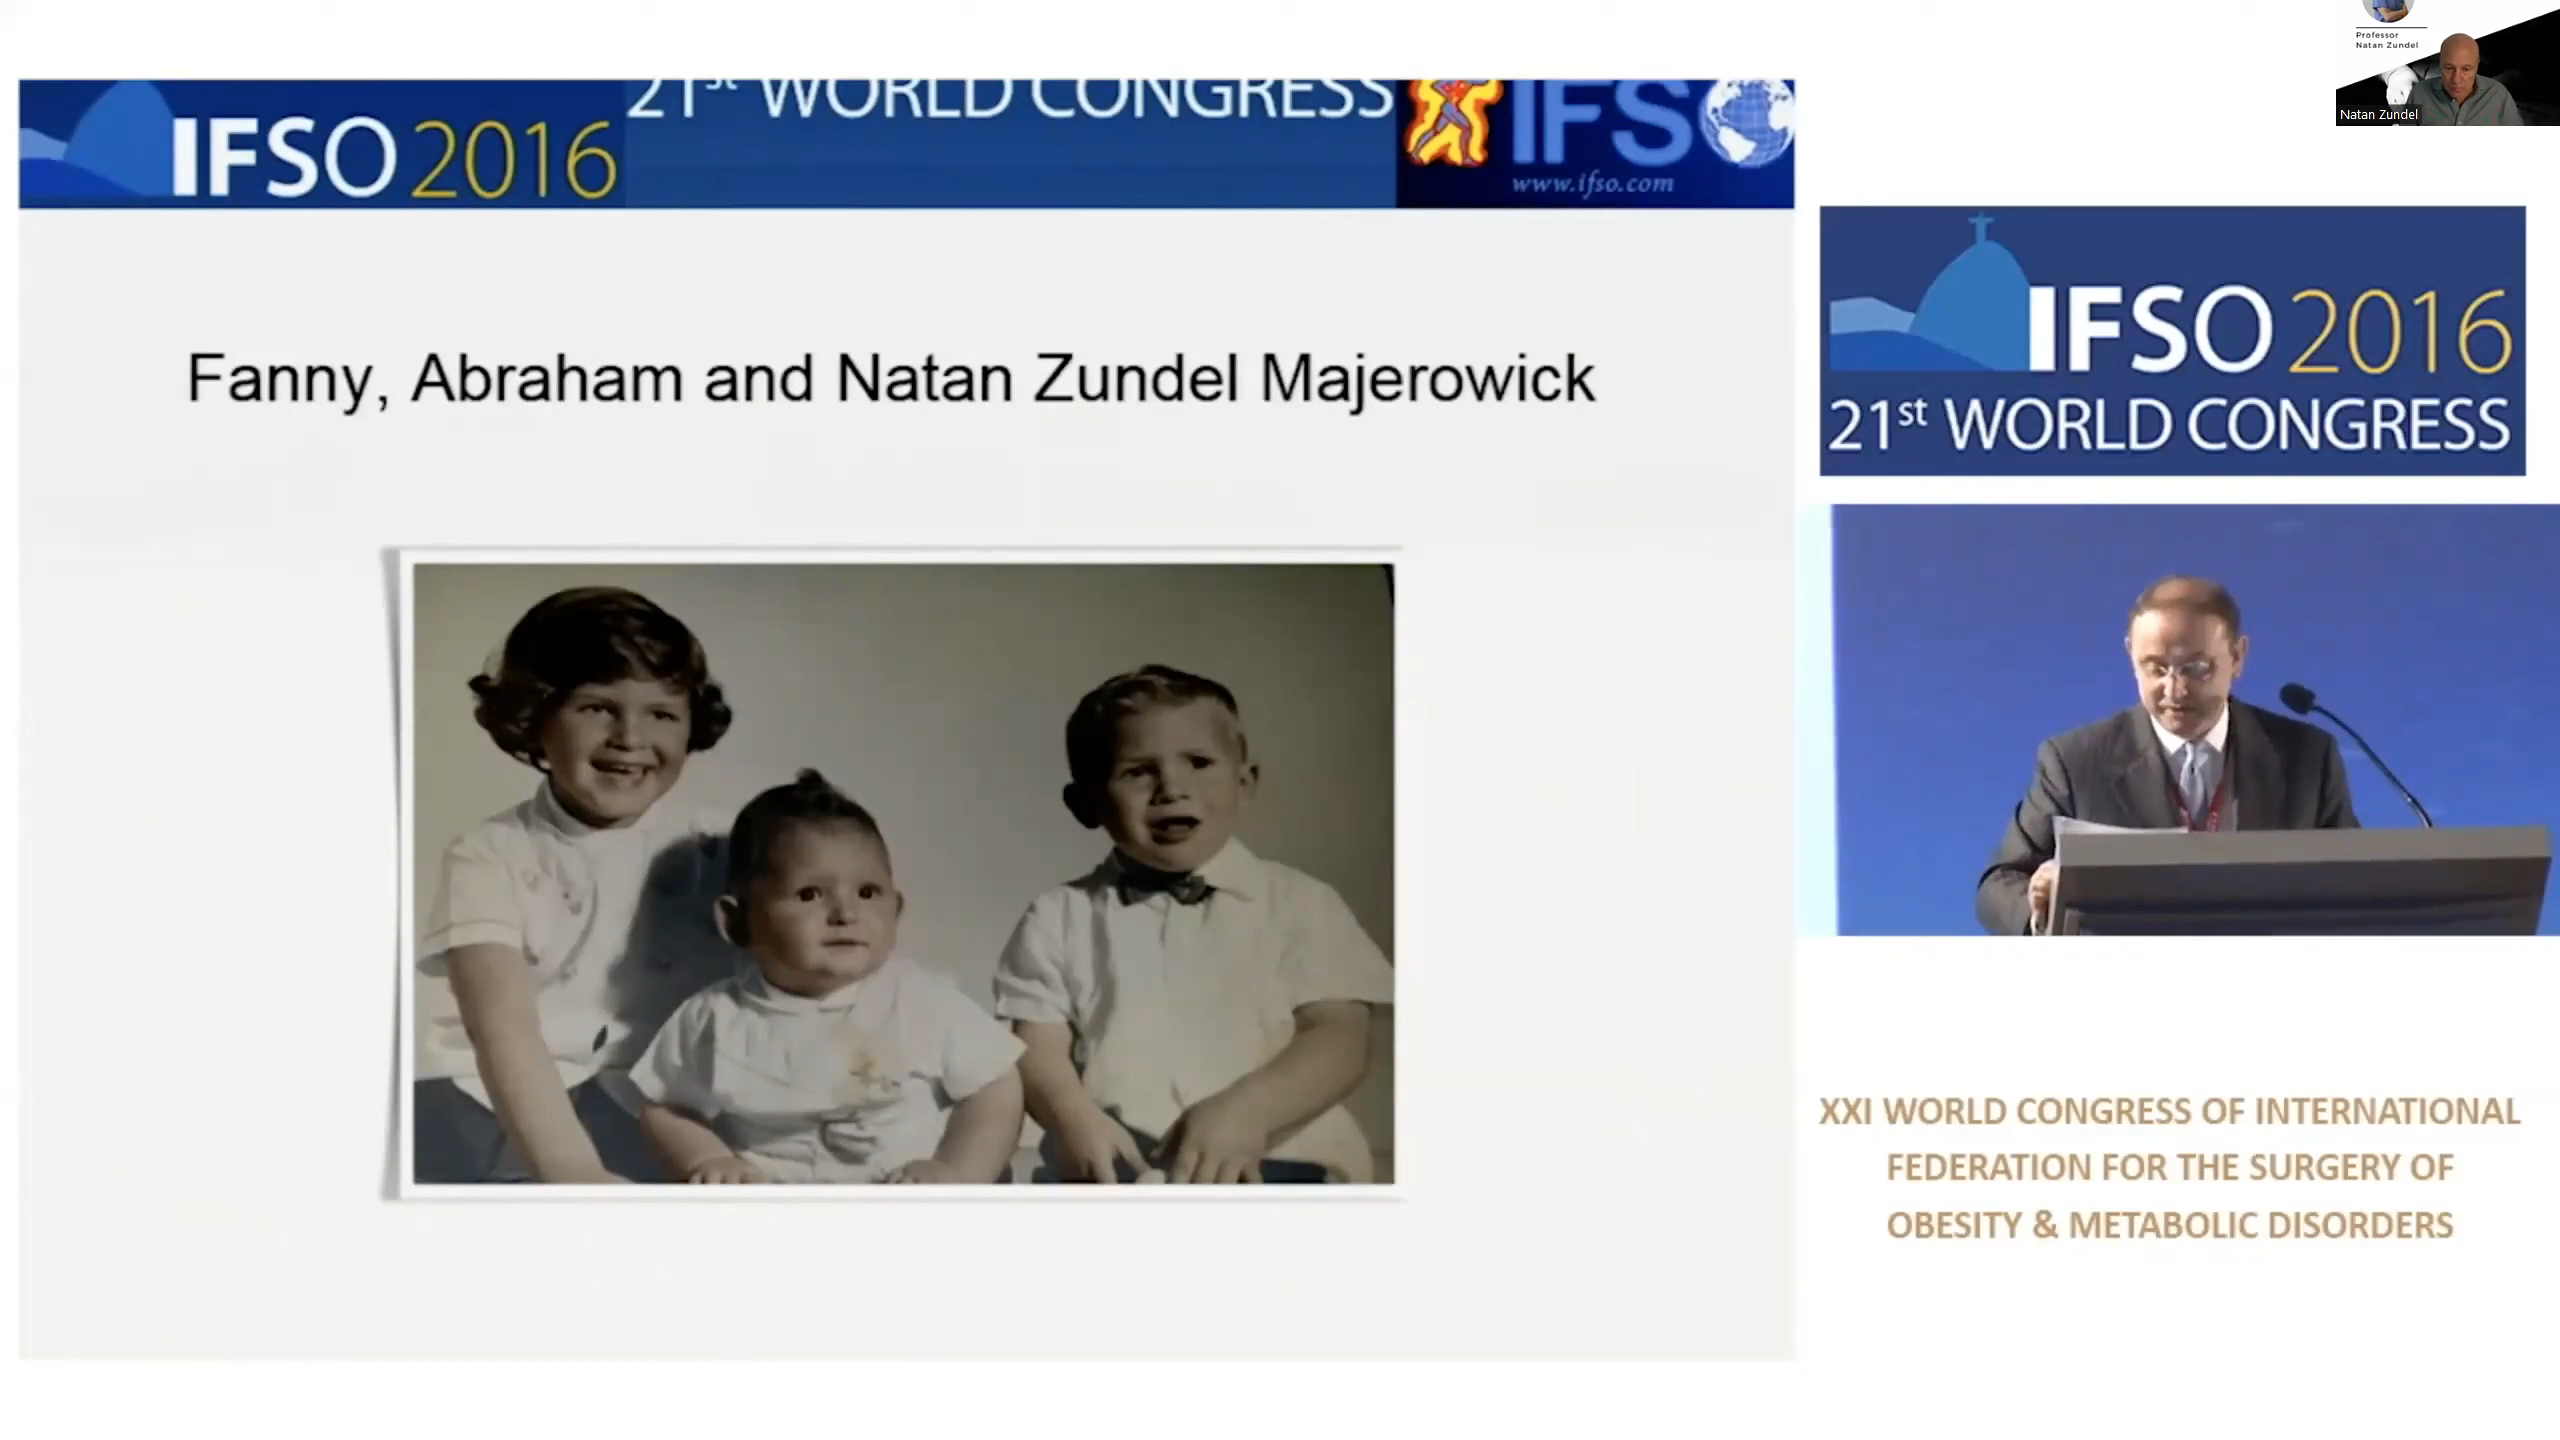 Professor
Natan Zundel
Natan Zundel
IFSO 2016
21st WORLD CONGRESS
IFSO
www.ifso.com
Fanny, Abraham and Natan Zundel Majerowick
IFSO 2016
21st WORLD CONGRESS
XXI WORLD CONGRESS OF INTERNATIONAL
FEDERATION FOR THE SURGERY OF
OBESITY & METABOLIC DISORDERS